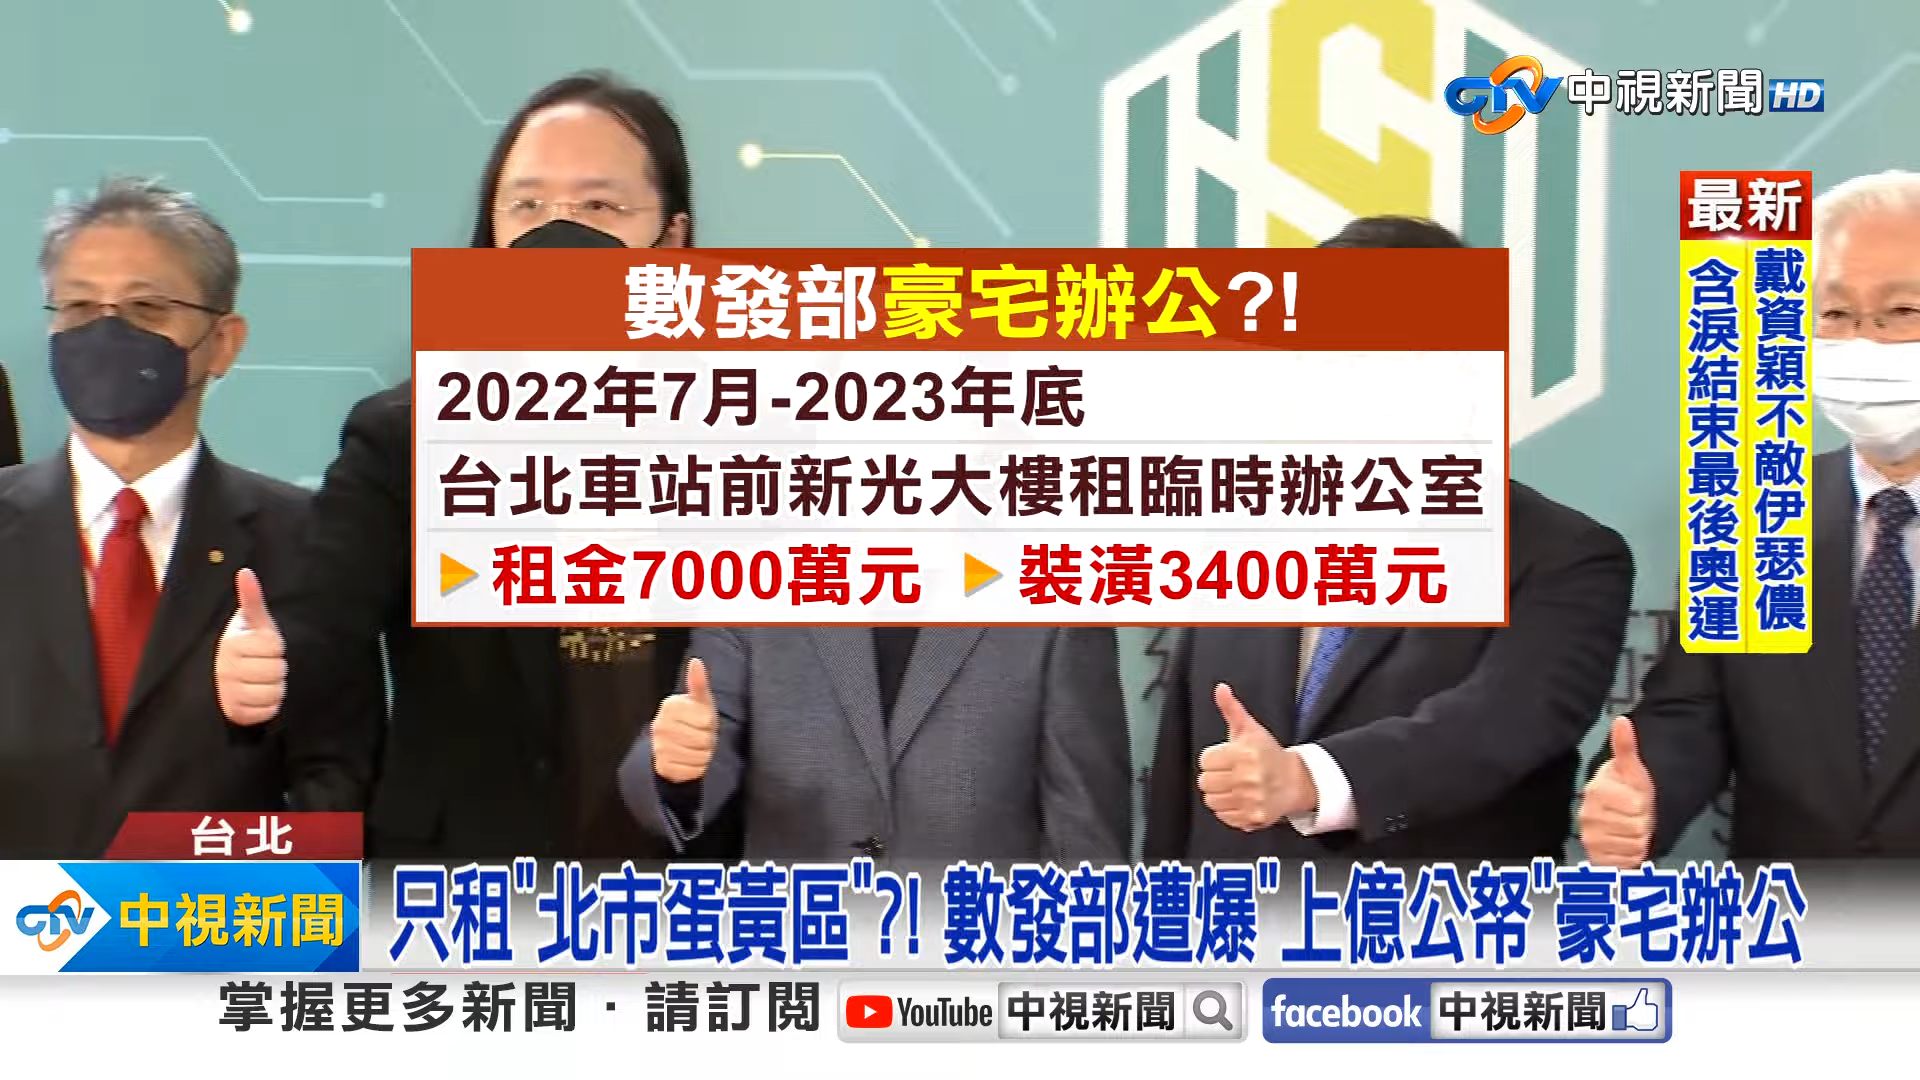 CTV 中視新聞 HD
最新
戴資穎不敵伊瑟儂
含淚結束最後奧運
數發部豪宅辦公?!
2022年7月-2023年底
台北車站前新光大樓租臨時辦公室
租金7000萬元 裝潢3400萬元
台北
CTV 中視新聞
只租"北市蛋黃區"?! 數發部遭爆"上億公帑"豪宅辦公
掌握更多新聞・請訂閱 YouTube 中視新聞 facebook 中視新聞